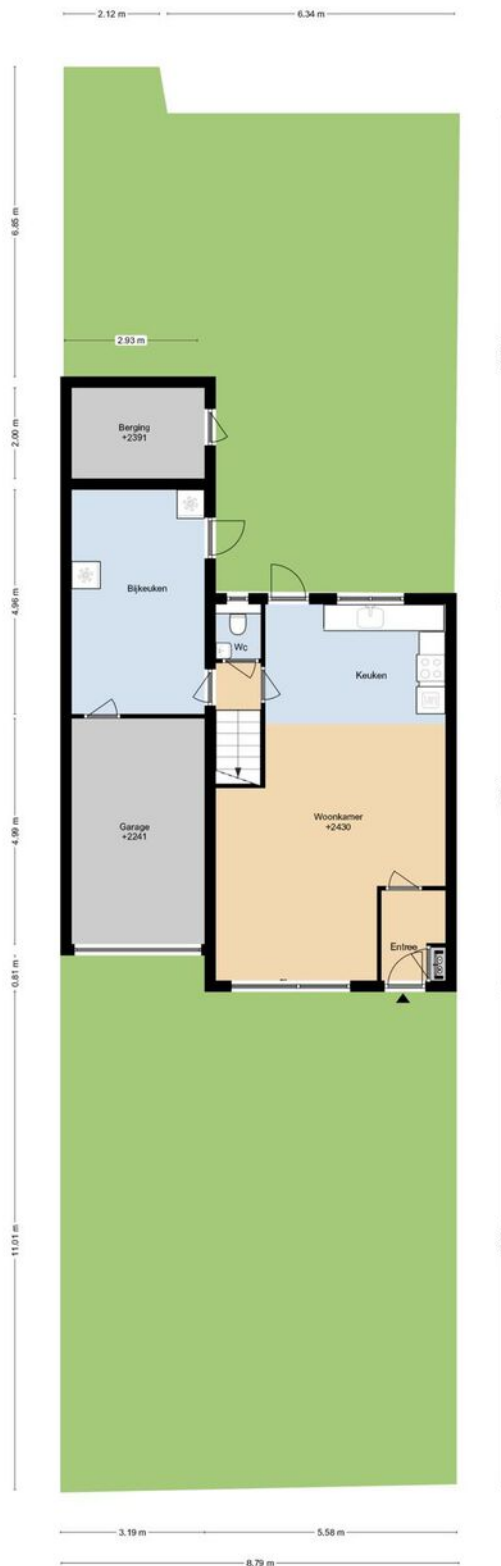 2.12 m
6.34 m
6.85 m
2.93 m
2.00 m
Berging
+2391
4.96 m
Bijkeuken
Wc
Keuken
4.99 m
Garage
+2241
Woonkamer
+2430
Entree
0.81 m
11.01 m
3.19 m
5.58 m
8.79 m